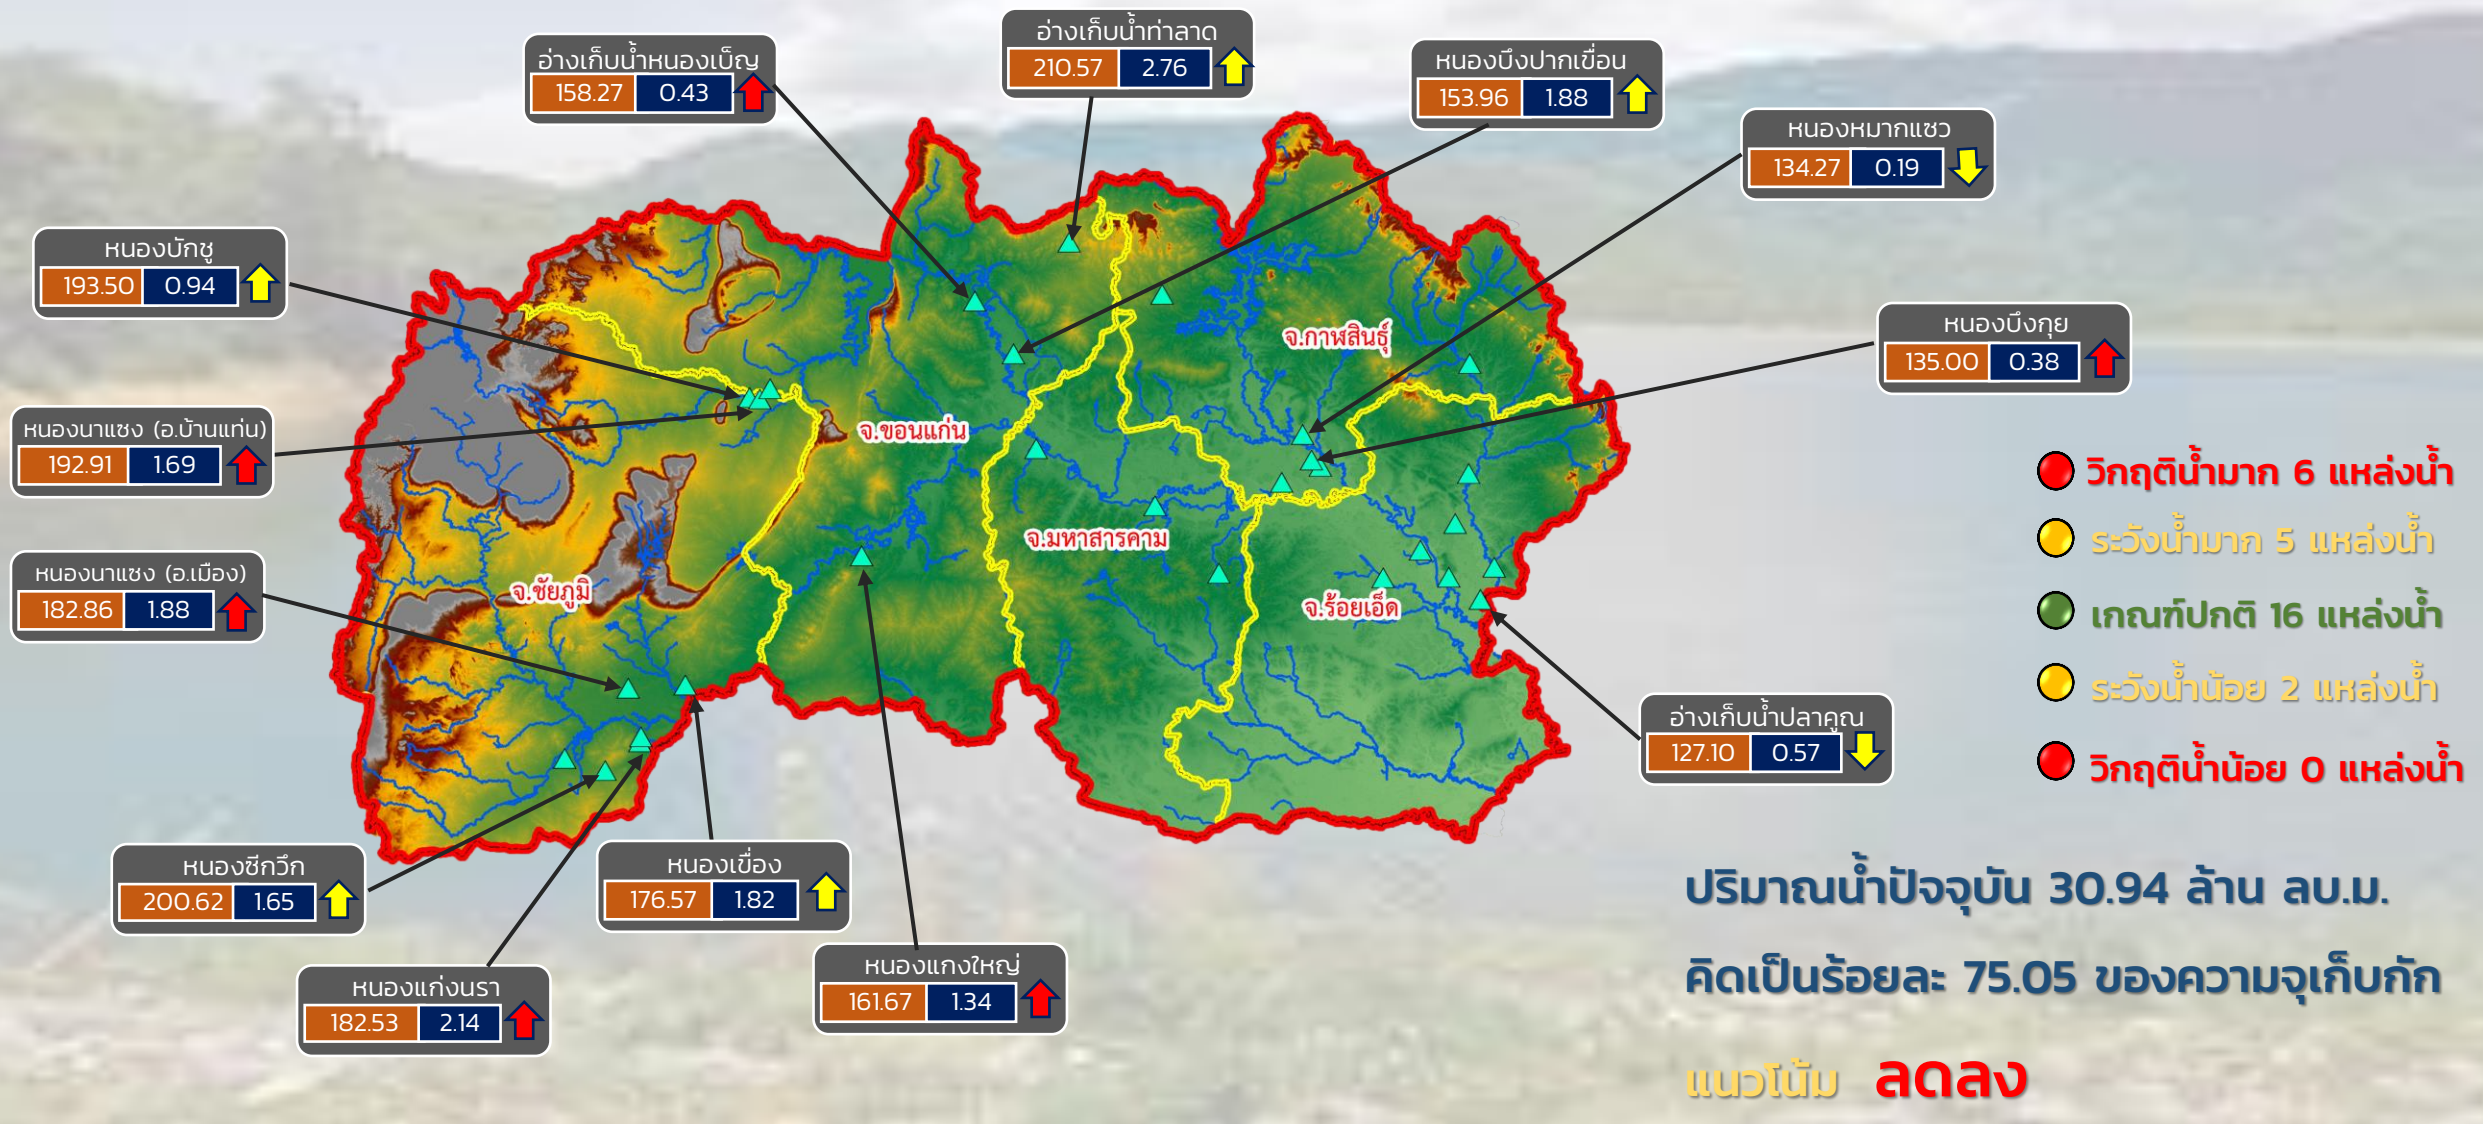 อ่างเก็บน้ำท่าลาด
210.57 2.76
อ่างเก็บน้ำหนองเบ็ญ
158.27 0.43
หนองบึงปากเขื่อน
153.96 1.88
หนองหมากแซว
134.27 0.19
หนองบักชู
193.50 0.94
หนองบึงกุย
135.00 0.38
จ.กาฬสินธุ์
หนองนาแซง (อ.บ้านแท่น)
192.91 1.69
จ.ขอนแก่น
วิกฤติน้ำมาก 6 แหล่งน้ำ
ระวังน้ำมาก 5 แหล่งน้ำ
จ.มหาสารคาม
หนองนาแซง (อ.เมือง)
182.86 1.88
จ.ชัยภูมิ
จ.ร้อยเอ็ด
เกณฑ์ปกติ 16 แหล่งน้ำ
ระวังน้ำน้อย 2 แหล่งน้ำ
อ่างเก็บน้ำปลาคูณ
127.10 0.57
วิกฤติน้ำน้อย 0 แหล่งน้ำ
หนองซีกวึก
200.62 1.65
หนองเขื่อง
176.57 1.82
ปริมาณน้ำปัจจุบัน 30.94 ล้าน ลบ.ม.
หนองแกงใหญ่
161.67 1.34
คิดเป็นร้อยละ 75.05 ของความจุเก็บกัก
หนองแก่งนรา
182.53 2.14
แนวโน้ม ลดลง